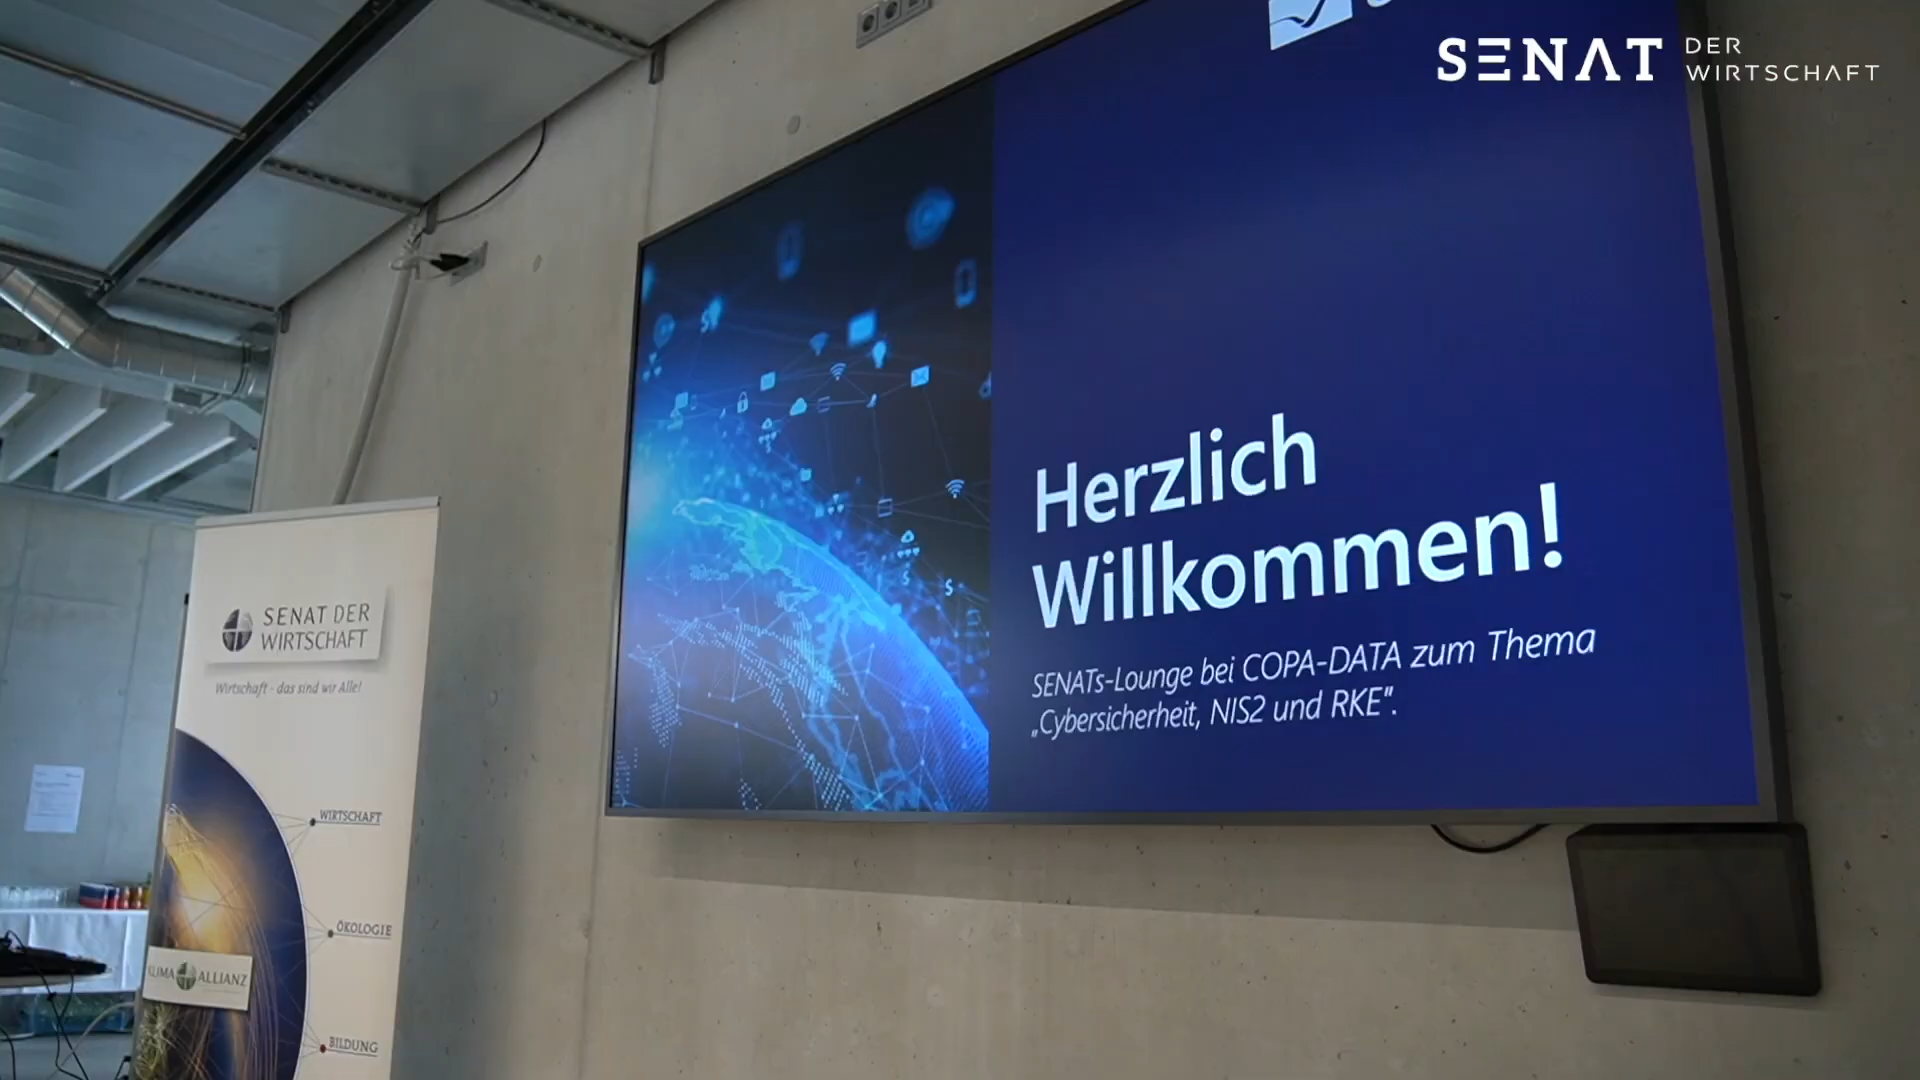 SENAT DER
WIRTSCHAFT
Herzlich
Willkommen!
SENATs-Lounge bei COPA-DATA zum Thema
„Cybersicherheit, NIS2 und RKE".
SENAT DER
WIRTSCHAFT
Wirtschaft - das sind wir Alle!
WIRTSCHAFT
ÖKOLOGIE
KLIMA ALLIANZ
BILDUNG